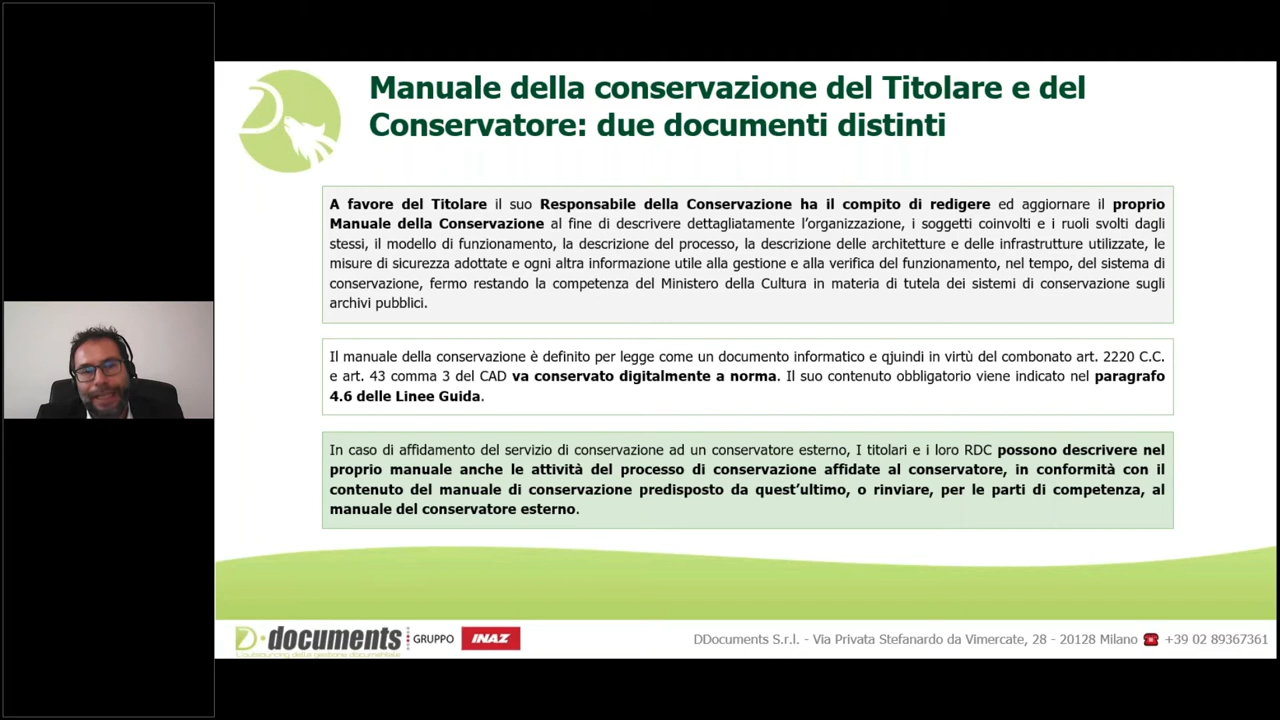 Manuale della conservazione del Titolare e del
Conservatore: due documenti distinti
A favore del Titolare il suo Responsabile della Conservazione ha il compito di redigere ed aggiornare il proprio
Manuale della Conservazione al fine di descrivere dettagliatamente l'organizzazione, i soggetti coinvolti e i ruoli svolti dagli
stessi, il modello di funzionamento, la descrizione del processo, la descrizione delle architetture e delle infrastrutture utilizzate, le
misure di sicurezza adottate e ogni altra informazione utile alla gestione e alla verifica del funzionamento, nel tempo, del sistema di
conservazione, fermo restando la competenza del Ministero della Cultura in materia di tutela dei sistemi di conservazione sugli
archivi pubblici.
Il manuale della conservazione è definito per legge come un documento informatico e qjuindi in virtù del combonato art. 2220 C.C.
e art. 43 comma 3 del CAD va conservato digitalmente a norma. Il suo contenuto obbligatorio viene indicato nel paragrafo
4.6 delle Linee Guida.
In caso di affidamento del servizio di conservazione ad un conservatore esterno, I titolari e i loro RDC possono descrivere nel
proprio manuale anche le attività del processo di conservazione affidate al conservatore, in conformità con il
contenuto del manuale di conservazione predisposto da quest'ultimo, o rinviare, per le parti di competenza, al
manuale del conservatore esterno.
D·documents GRUPPO INAZ
L'outsourcing della gestione documentale
DDocuments S.r.l. - Via Privata Stefanardo da Vimercate, 28 - 20128 Milano ☎ +39 02 89367361